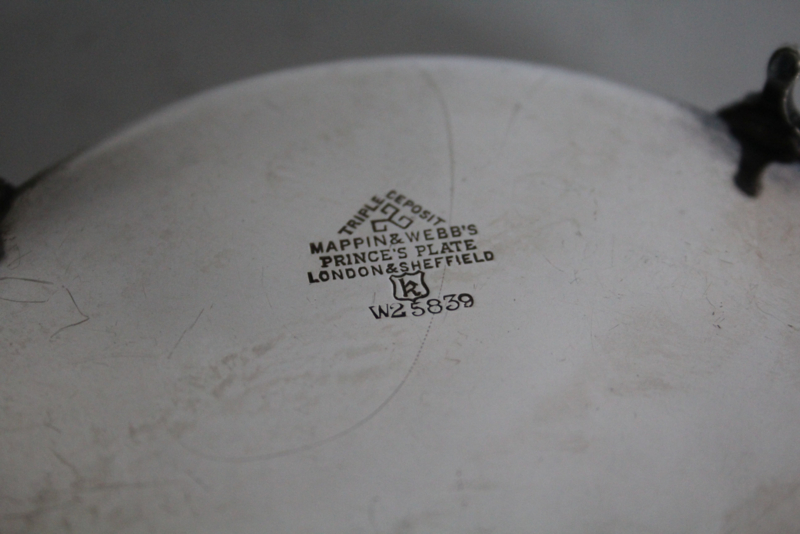 TRIPLE DEPOSIT
MAPPIN & WEBB'S
PRINCE'S PLATE
LONDON & SHEFFIELD
k
W25839